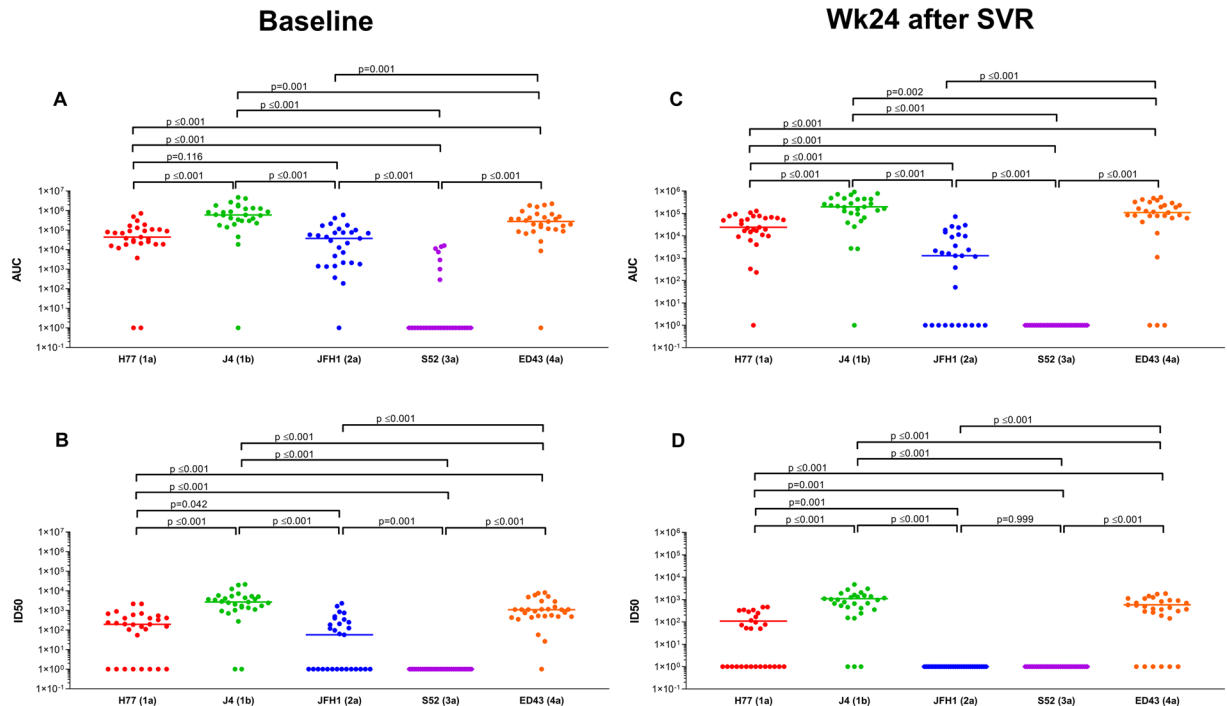 Baseline
Wk24 after SVR
A
p=0.001
p=0.001
p ≤0.001
p ≤0.001
p ≤0.001
p=0.116
p ≤0.001
p ≤0.001
p ≤0.001
p ≤0.001
AUC
1×10⁷
1×10⁶
1×10⁵
1×10⁴
1×10³
1×10²
1×10¹
1×10⁰
1×10⁻¹
H77 (1a)
J4 (1b)
JFH1 (2a)
S52 (3a)
ED43 (4a)
C
p ≤0.001
p=0.002
p ≤0.001
p ≤0.001
p ≤0.001
p ≤0.001
p ≤0.001
p ≤0.001
p ≤0.001
p ≤0.001
AUC
1×10⁶
1×10⁵
1×10⁴
1×10³
1×10²
1×10¹
1×10⁰
1×10⁻¹
H77 (1a)
J4 (1b)
JFH1 (2a)
S52 (3a)
ED43 (4a)
B
p ≤0.001
p ≤0.001
p ≤0.001
p ≤0.001
p ≤0.001
p=0.042
p ≤0.001
p ≤0.001
p=0.001
p ≤0.001
ID50
1×10⁷
1×10⁶
1×10⁵
1×10⁴
1×10³
1×10²
1×10¹
1×10⁰
1×10⁻¹
H77 (1a)
J4 (1b)
JFH1 (2a)
S52 (3a)
ED43 (4a)
D
p ≤0.001
p ≤0.001
p ≤0.001
p ≤0.001
p=0.001
p=0.001
p ≤0.001
p ≤0.001
p=0.999
p ≤0.001
ID50
1×10⁶
1×10⁵
1×10⁴
1×10³
1×10²
1×10¹
1×10⁰
1×10⁻¹
H77 (1a)
J4 (1b)
JFH1 (2a)
S52 (3a)
ED43 (4a)